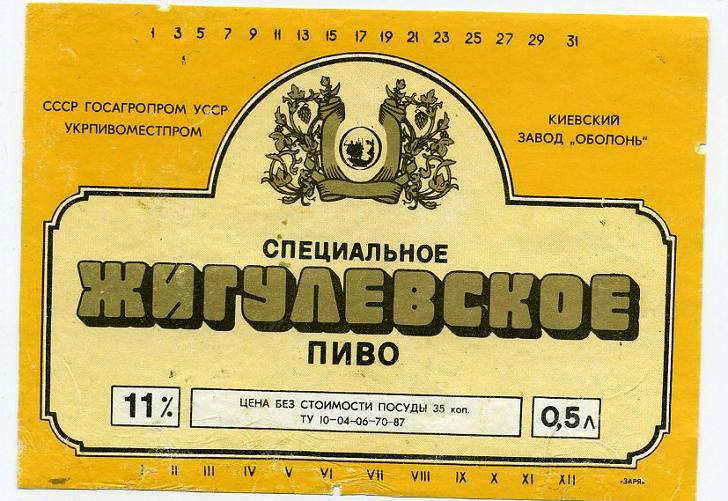 1 3 5 7 9 11 13 15 17 19 21 23 25 27 29 31
СССР ГОСАГРОПРОМ УССР
УКРПИВОМЕСТПРОМ
КИЕВСКИЙ
ЗАВОД „ОБОЛОНЬ“
СПЕЦИАЛЬНОЕ
ЖИГУЛЕВСКОЕ
ПИВО
11%
ЦЕНА БЕЗ СТОИМОСТИ ПОСУДЫ 35 коп.
ТУ 10-04-06-70-87
0,5 л
I II III IV V VI VII VIII IX X XI XII
«ЗАРЯ»